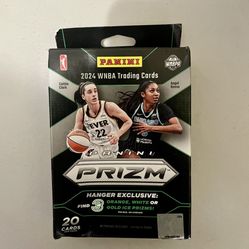 PANINI
2024 WNBA Trading Cards
Caitlin
Clark
Angel
Reese
FEVER
22
PANINI
PRIZM
HANGER EXCLUSIVE:
FIND 3 ORANGE, WHITE OR
GOLD ICE PRIZMS!
20
CARDS